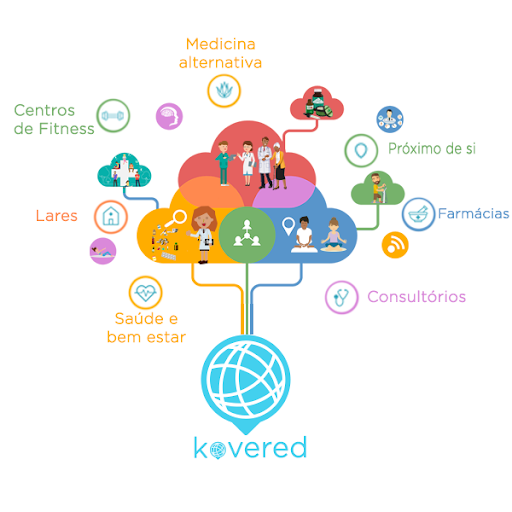 Medicina
alternativa
Centros
de Fitness
Próximo de si
Lares
Farmácias
Consultórios
Saúde e
bem estar
kovered